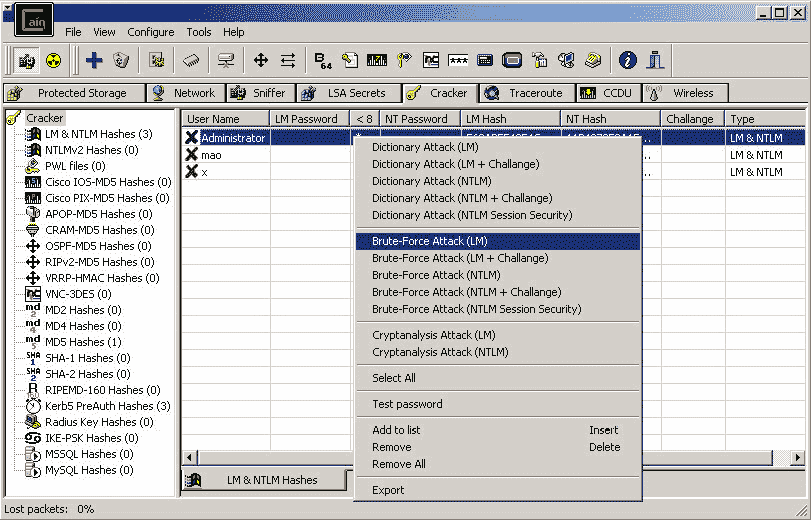 Cain
File View Configure Tools Help
B64
nc
***
Protected Storage Network Sniffer LSA Secrets Cracker Traceroute CCDU Wireless
Cracker
LM & NTLM Hashes (3)
NTLMv2 Hashes (0)
PWL files (0)
Cisco IOS-MD5 Hashes (0)
Cisco PIX-MD5 Hashes (0)
APOP-MD5 Hashes (0)
CRAM-MD5 Hashes (0)
OSPF-MD5 Hashes (0)
RIPv2-MD5 Hashes (0)
VRRP-HMAC Hashes (0)
nc VNC-3DES (0)
md2 MD2 Hashes (0)
md4 MD4 Hashes (0)
md5 MD5 Hashes (1)
SHA1 SHA-1 Hashes (0)
SHA2 SHA-2 Hashes (0)
RIPEMD-160 Hashes (0)
Kerb5 PreAuth Hashes (3)
Radius Key Hashes (0)
IKE-PSK Hashes (0)
MSSQL Hashes (0)
MySQL Hashes (0)
User Name LM Password < 8 NT Password LM Hash NT Hash Challange Type
Administrator * LM & NTLM
mao LM & NTLM
x LM & NTLM
Dictionary Attack (LM)
Dictionary Attack (LM + Challange)
Dictionary Attack (NTLM)
Dictionary Attack (NTLM + Challange)
Dictionary Attack (NTLM Session Security)
Brute-Force Attack (LM)
Brute-Force Attack (LM + Challange)
Brute-Force Attack (NTLM)
Brute-Force Attack (NTLM + Challange)
Brute-Force Attack (NTLM Session Security)
Cryptanalysis Attack (LM)
Cryptanalysis Attack (NTLM)
Select All
Test password
Add to list Insert
Remove Delete
Remove All
Export
LM & NTLM Hashes
Lost packets: 0%